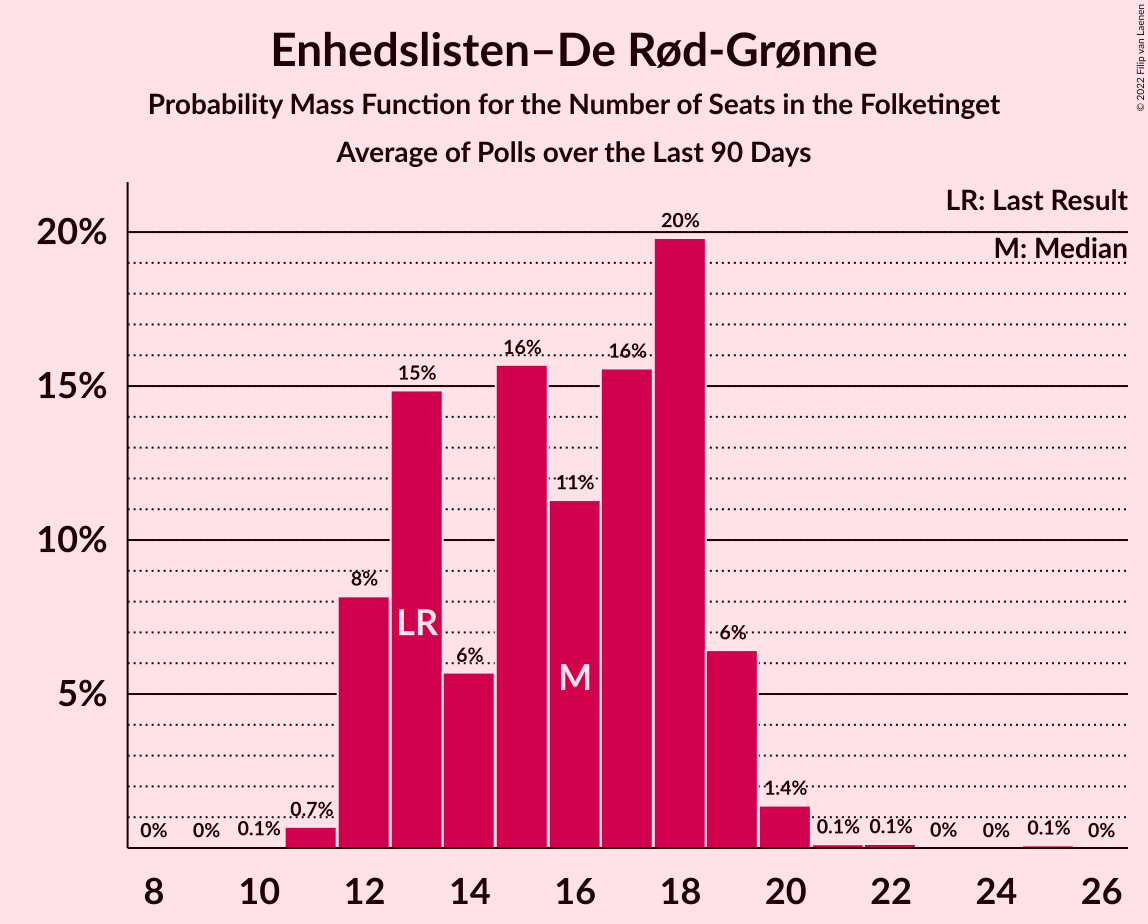 Enhedslisten–De Rød-Grønne
Probability Mass Function for the Number of Seats in the Folketinget
Average of Polls over the Last 90 Days
© 2022 Filip van Laenen
LR: Last Result
M: Median
20%
15%
10%
5%
0%
0%
0.1%
0.7%
8%
15%
6%
16%
11%
16%
20%
6%
1.4%
0.1%
0.1%
0%
0%
0.1%
0%
LR
M
8 10 12 14 16 18 20 22 24 26